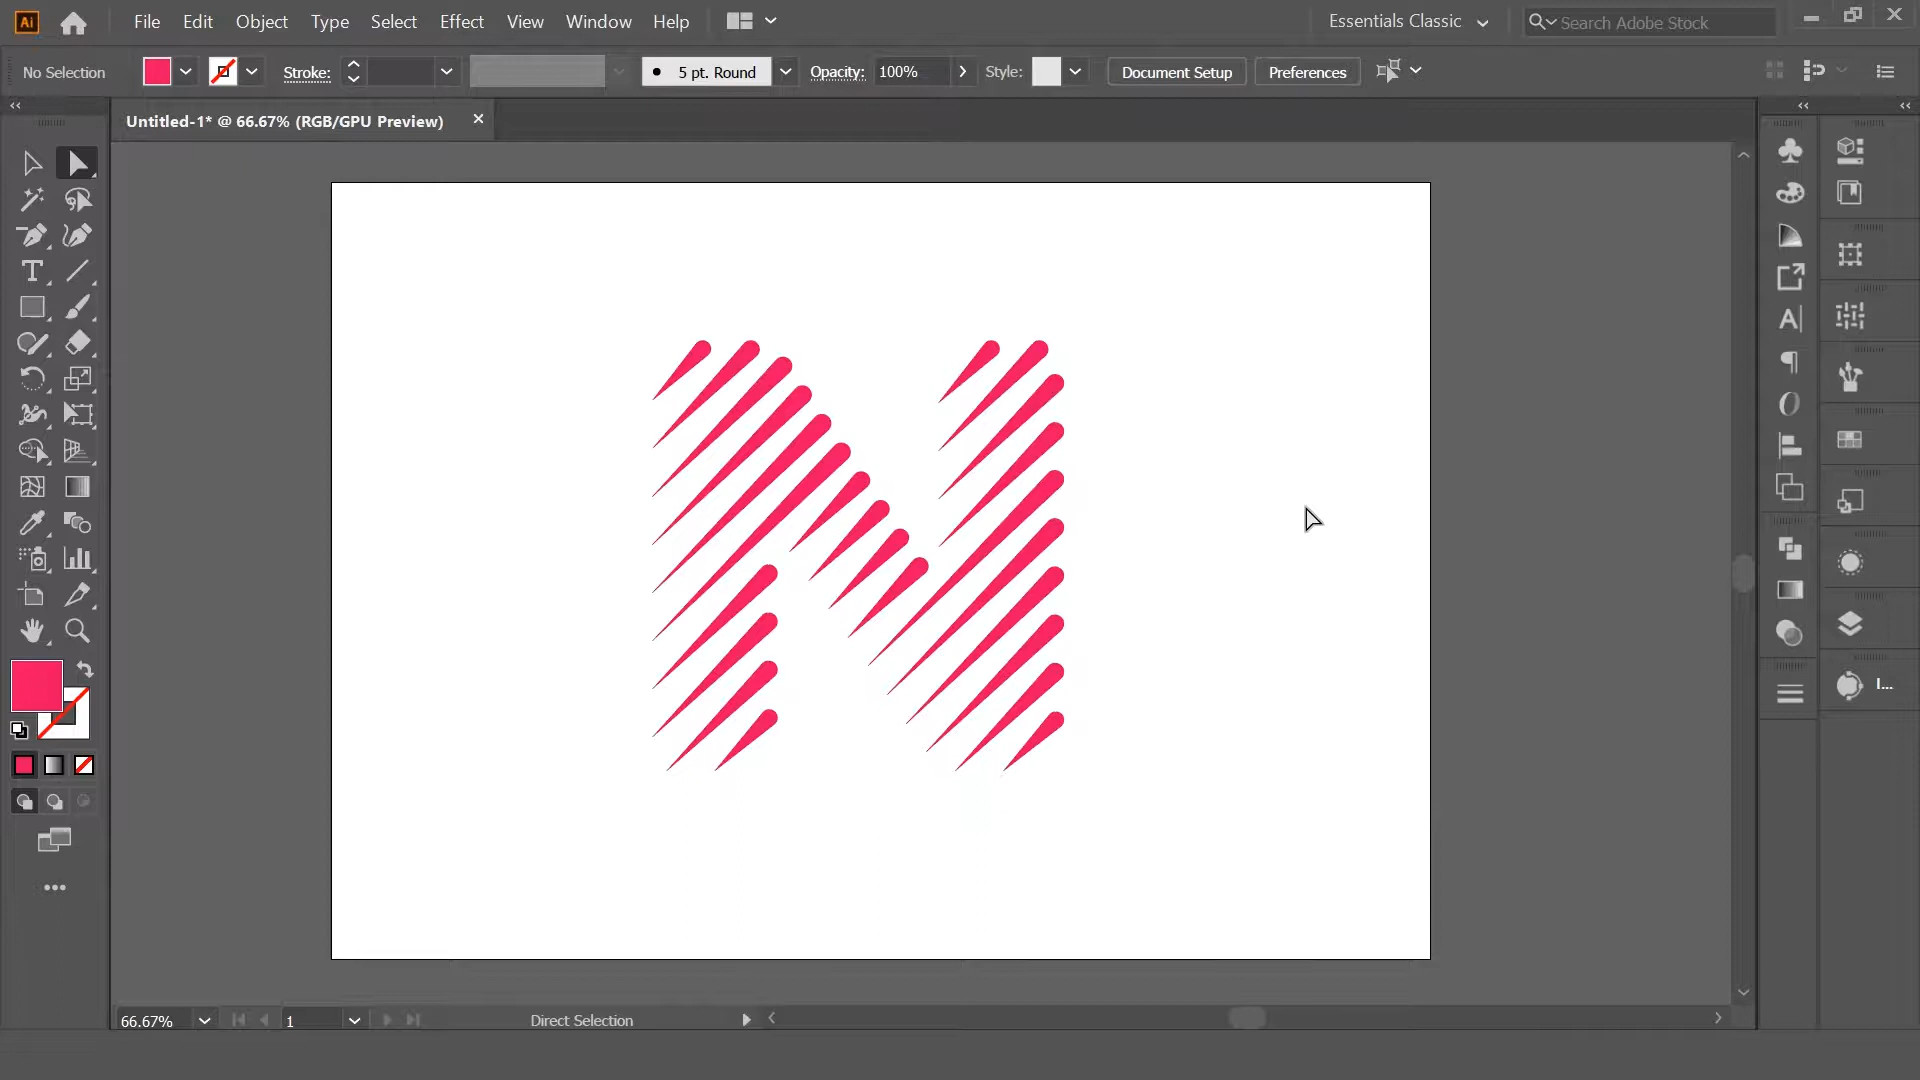 Ai File Edit Object Type Select Effect View Window Help Essentials Classic Search Adobe Stock
No Selection Stroke: 5 pt. Round Opacity: 100% Style: Document Setup Preferences
Untitled-1* @ 66.67% (RGB/GPU Preview)
I...
66.67% 1 Direct Selection